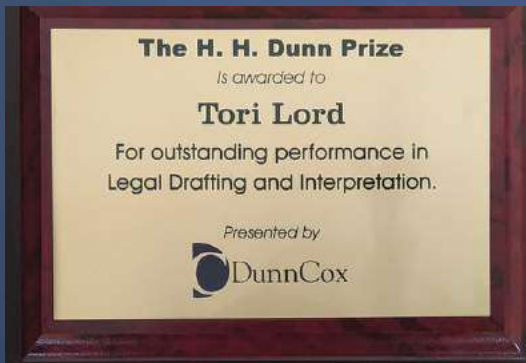 The H. H. Dunn Prize
Is awarded to
Tori Lord
For outstanding performance in
Legal Drafting and Interpretation.
Presented by
DunnCox